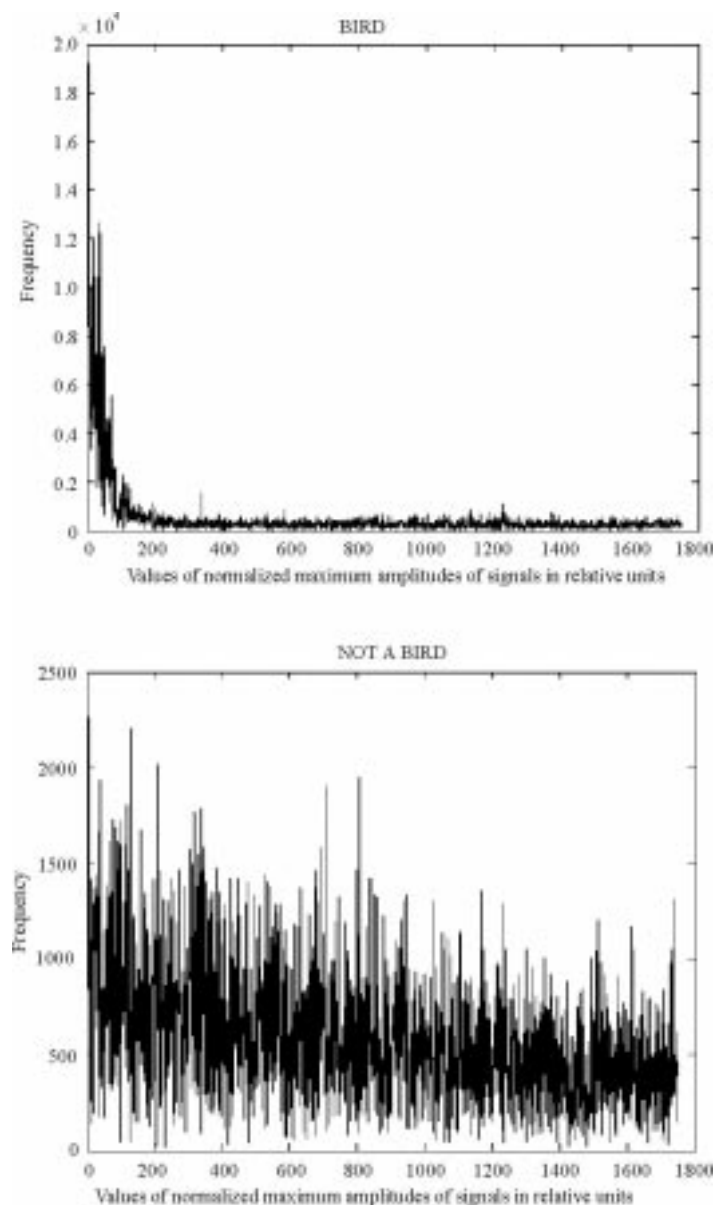 × 10⁴
BIRD
2.0
1.8
1.6
1.4
1.2
1.0
0.8
0.6
0.4
0.2
0
Frequency
0 200 400 600 800 1000 1200 1400 1600 1800
Values of normalized maximum amplitudes of signals in relative units
NOT A BIRD
2500
2000
1500
1000
500
0
Frequency
0 200 400 600 800 1000 1200 1400 1600 1800
Values of normalized maximum amplitudes of signals in relative units